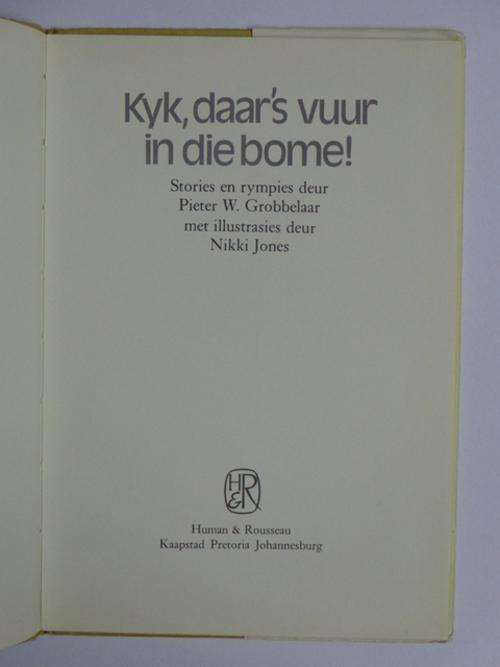 Kyk, daar's vuur
in die bome!
Stories en rympies deur
Pieter W. Grobbelaar
met illustrasies deur
Nikki Jones
H&R
Human & Rousseau
Kaapstad Pretoria Johannesburg